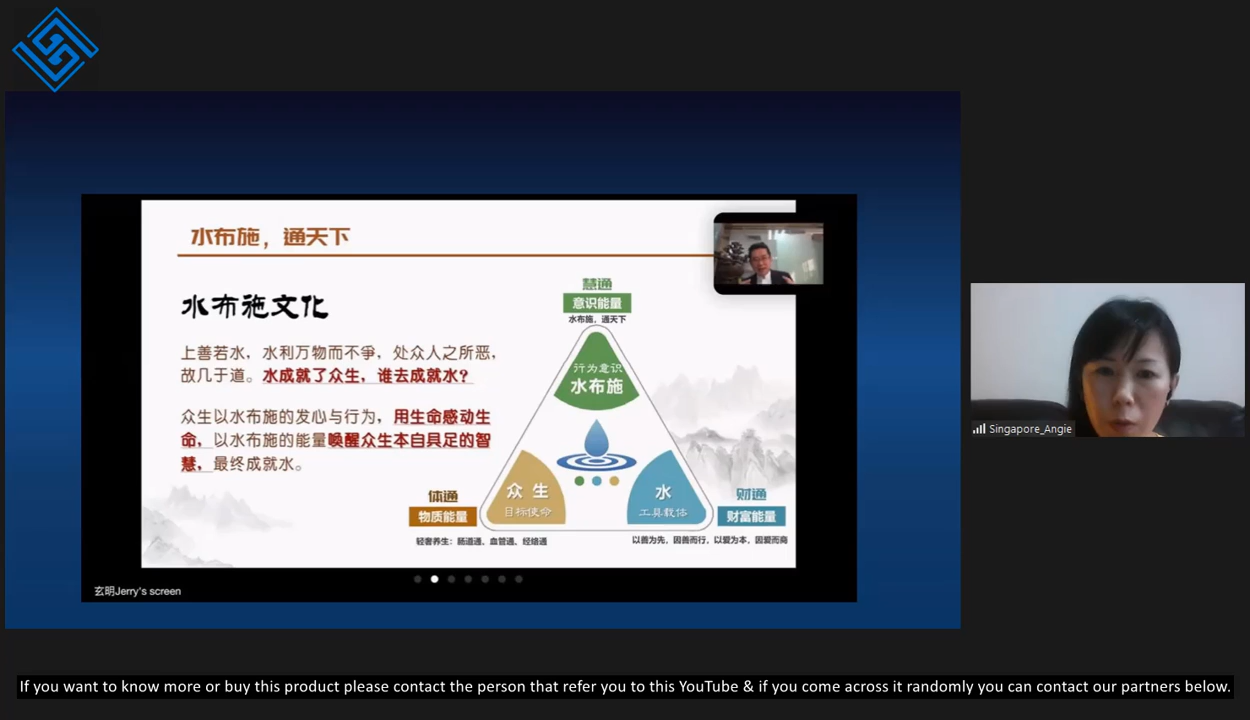 水布施，通天下
水布施文化
上善若水，水利万物而不争，处众人之所恶，
故几于道。水成就了众生，谁去成就水？
众生以水布施的发心与行为，用生命感动生
命，以水布施的能量唤醒众生本自具足的智
慧，最终成就水。
慧通
意识能量
水布施，通天下
行为意识
水布施
众生
目标使命
水
工具载体
体通
物质能量
轻奢养生：肠道通、血管通、经络通
财通
财富能量
以善为先，因善而行，以爱为本，因爱而商
玄明Jerry's screen
Singapore_Angie
If you want to know more or buy this product please contact the person that refer you to this YouTube & if you come across it randomly you can contact our partners below.